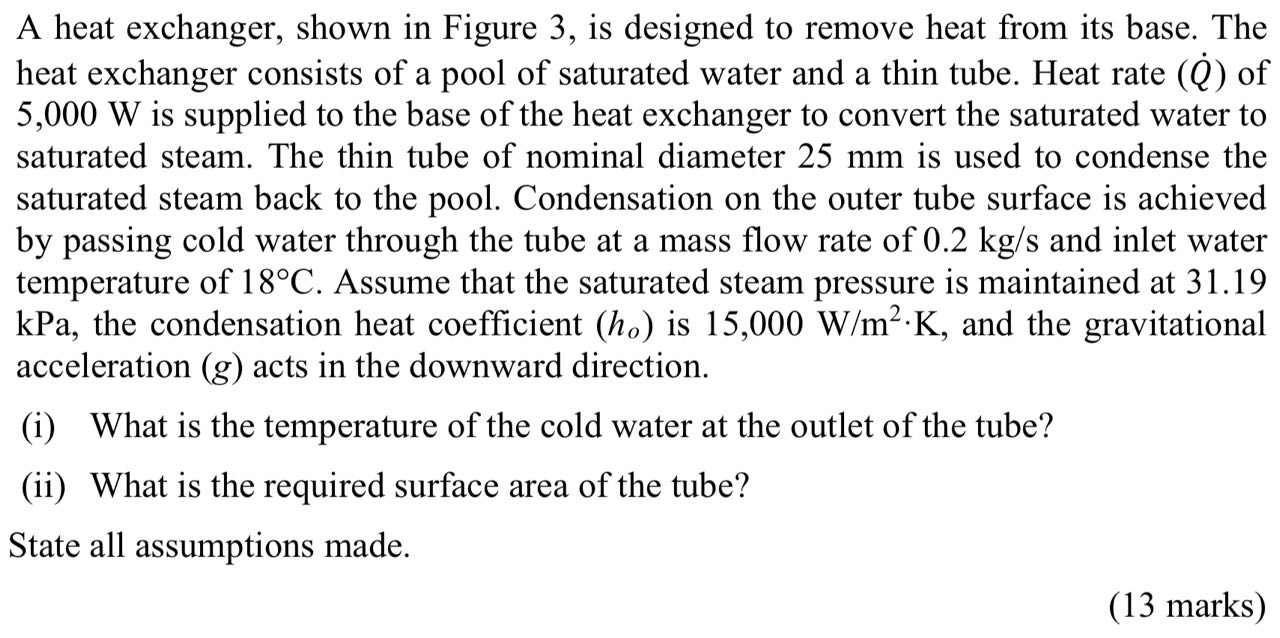 A heat exchanger, shown in Figure 3, is designed to remove heat from its base. The
heat exchanger consists of a pool of saturated water and a thin tube. Heat rate (Q̇) of
5,000 W is supplied to the base of the heat exchanger to convert the saturated water to
saturated steam. The thin tube of nominal diameter 25 mm is used to condense the
saturated steam back to the pool. Condensation on the outer tube surface is achieved
by passing cold water through the tube at a mass flow rate of 0.2 kg/s and inlet water
temperature of 18°C. Assume that the saturated steam pressure is maintained at 31.19
kPa, the condensation heat coefficient (hₒ) is 15,000 W/m²·K, and the gravitational
acceleration (g) acts in the downward direction.
(i) What is the temperature of the cold water at the outlet of the tube?
(ii) What is the required surface area of the tube?
State all assumptions made.
(13 marks)